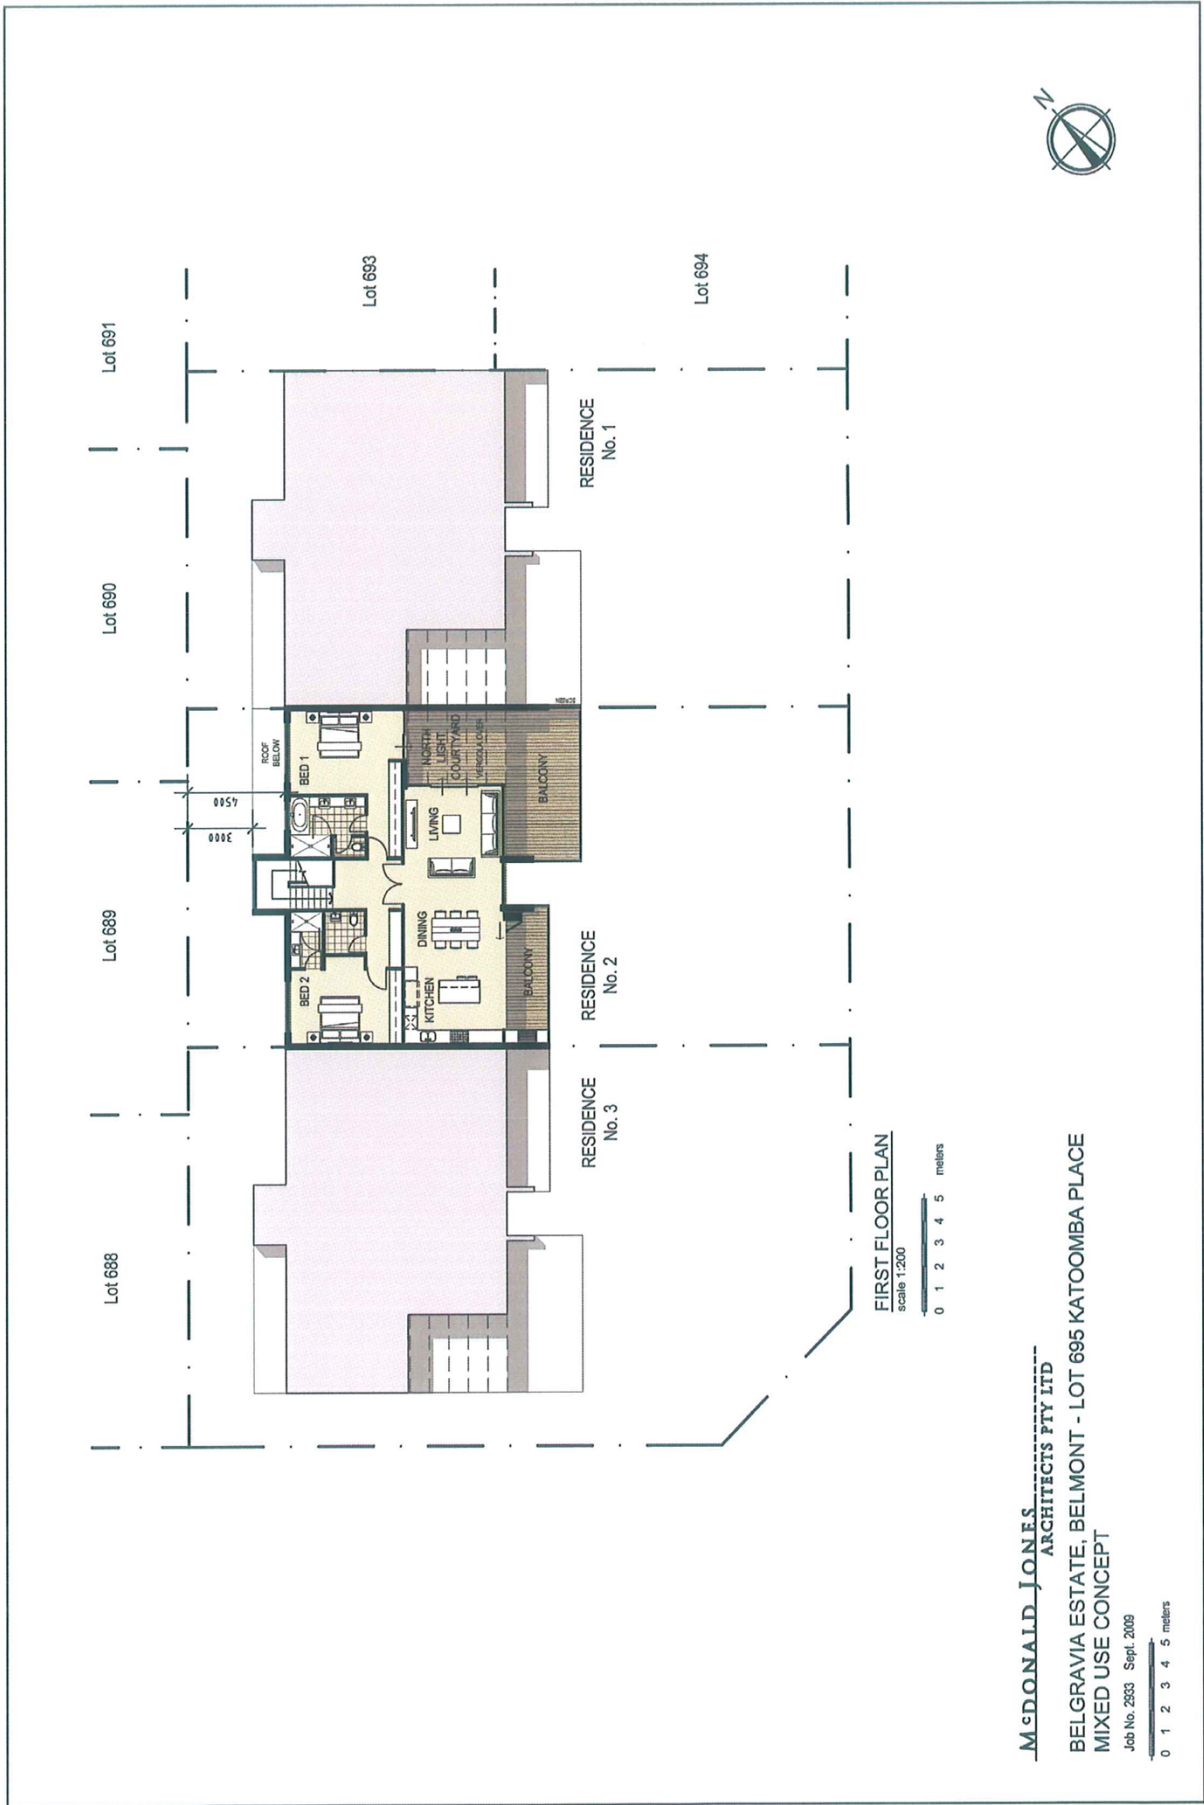 Lot 688
Lot 689
Lot 690
Lot 691
3000
4500
ROOF
BELOW
BED 2
BED 1
KITCHEN
DINING
LIVING
NORTH
LIGHT
COURTYARD
VERGOLA OVER
BALCONY
BALCONY
SCREEN
Lot 693
Lot 694
RESIDENCE
No. 3
RESIDENCE
No. 2
RESIDENCE
No. 1
FIRST FLOOR PLAN
scale 1:200
0 1 2 3 4 5 meters
N
McDONALD JONES
ARCHITECTS PTY LTD
BELGRAVIA ESTATE, BELMONT - LOT 695 KATOOMBA PLACE
MIXED USE CONCEPT
Job No. 2933 Sept. 2009
0 1 2 3 4 5 meters